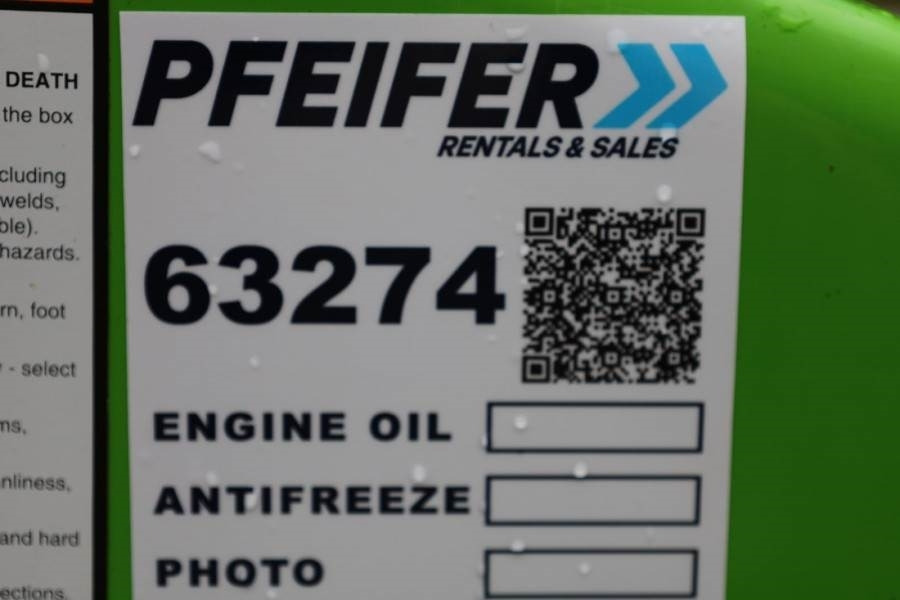 DEATH
the box
cluding
welds,
ble).
hazards.
rn, foot
- select
ms,
nliness,
and hard
ections.
PFEIFER
RENTALS & SALES
63274
ENGINE OIL
ANTIFREEZE
PHOTO